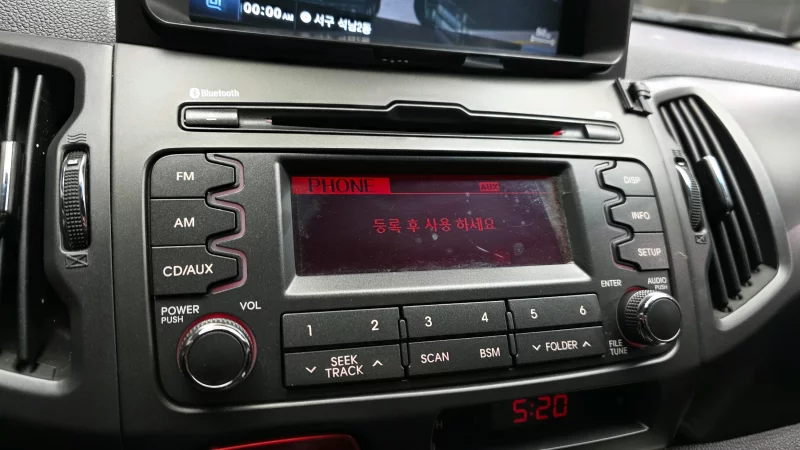 00:00AM 서구 석남2동
Bluetooth
FM
AM
CD/AUX
PHONE AUX
등록 후 사용 하세요
DISP
INFO
SETUP
POWER
PUSH
VOL
1 2 3 4 5 6
SEEK
TRACK
SCAN BSM
FOLDER
ENTER
AUDIO
PUSH
FILE
TUNE
5:20